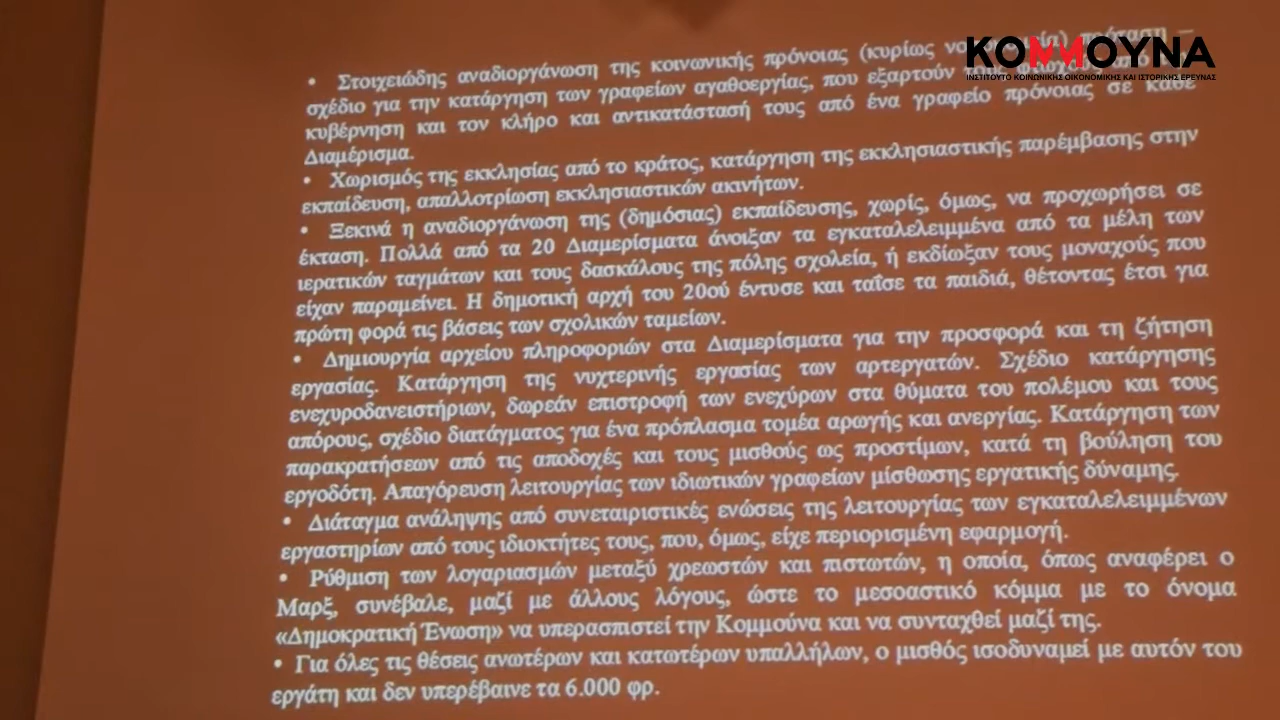 ΚΟΜΜΟΥΝΑ
ΙΝΣΤΙΤΟΥΤΟ ΚΟΙΝΩΝΙΚΗΣ ΟΙΚΟΝΟΜΙΚΗΣ ΚΑΙ ΙΣΤΟΡΙΚΗΣ ΕΡΕΥΝΑΣ
• Στοιχειώδης αναδιοργάνωση της κοινωνικής πρόνοιας (κυρίως
σχέδιο για την κατάργηση των γραφείων αγαθοεργίας, που εξαρτούν τους
κυβέρνηση και τον κλήρο και αντικατάστασή τους από ένα γραφείο πρόνοιας σε κάθε
Διαμέρισμα.
• Χωρισμός της εκκλησίας από το κράτος, κατάργηση της εκκλησιαστικής παρέμβασης στην
εκπαίδευση, απαλλοτρίωση εκκλησιαστικών ακινήτων.
• Ξεκινά η αναδιοργάνωση της (δημόσιας) εκπαίδευσης, χωρίς, όμως, να προχωρήσει σε
έκταση. Πολλά από τα 20 Διαμερίσματα άνοιξαν τα εγκαταλελειμμένα από τα μέλη των
ιερατικών ταγμάτων και τους δασκάλους της πόλης σχολεία, ή εκδίωξαν τους μοναχούς που
είχαν παραμείνει. Η δημοτική αρχή του 20ού έντυσε και ταΐσε τα παιδιά, θέτοντας έτσι για
πρώτη φορά τις βάσεις των σχολικών ταμείων.
• Δημιουργία αρχείου πληροφοριών στα Διαμερίσματα για την προσφορά και τη ζήτηση
εργασίας. Κατάργηση της νυχτερινής εργασίας των αρτεργατών. Σχέδιο κατάργησης
ενεχυροδανειστήριων, δωρεάν επιστροφή των ενεχύρων στα θύματα του πολέμου και τους
απόρους, σχέδιο διατάγματος για ένα πρόπλασμα τομέα αρωγής και ανεργίας. Κατάργηση των
παρακρατήσεων από τις αποδοχές και τους μισθούς ως προστίμων, κατά τη βούληση του
εργοδότη. Απαγόρευση λειτουργίας των ιδιωτικών γραφείων μίσθωσης εργατικής δύναμης.
• Διάταγμα ανάληψης από συνεταιριστικές ενώσεις της λειτουργίας των εγκαταλελειμμένων
εργαστηρίων από τους ιδιοκτήτες τους, που, όμως, είχε περιορισμένη εφαρμογή.
• Ρύθμιση των λογαριασμών μεταξύ χρεωστών και πιστωτών, η οποία, όπως αναφέρει ο
Μαρξ, συνέβαλε, μαζί με άλλους λόγους, ώστε το μεσοαστικό κόμμα με το όνομα
«Δημοκρατική Ένωση» να υπερασπιστεί την Κομμούνα και να συνταχθεί μαζί της.
• Για όλες τις θέσεις ανωτέρων και κατωτέρων υπαλλήλων, ο μισθός ισοδυναμεί με αυτόν του
εργάτη και δεν υπερέβαινε τα 6.000 φρ.